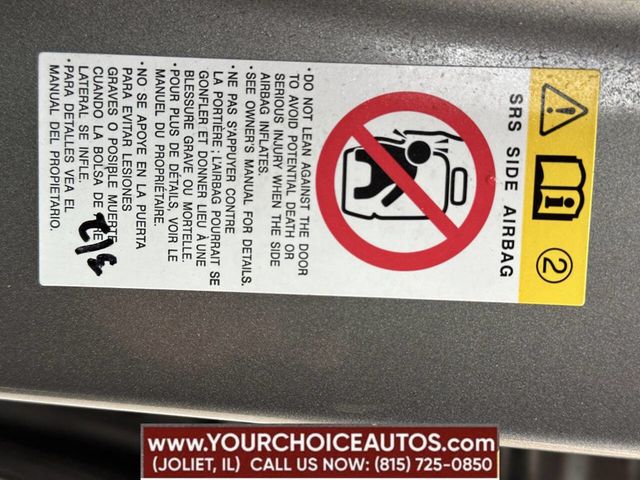 ②
SRS SIDE AIRBAG
• DO NOT LEAN AGAINST THE DOOR
TO AVOID POTENTIAL DEATH OR
SERIOUS INJURY WHEN THE SIDE
AIRBAG INFLATES.
• SEE OWNER'S MANUAL FOR DETAILS.
• NE PAS S'APPUYER CONTRE
LA PORTIÈRE; L'AIRBAG POURRAIT SE
GONFLER ET DONNER LIEU À UNE
BLESSURE GRAVE OU MORTELLE.
• POUR PLUS DE DÉTAILS, VOIR LE
MANUEL DU PROPRIÉTAIRE.
• NO SE APOYE EN LA PUERTA
PARA EVITAR LESIONES
GRAVES O POSIBLE MUERTE
CUANDO LA BOLSA DE
LATERAL SE INFLE.
• PARA DETALLES VEA EL
MANUAL DEL PROPIETARIO.
www.YOURCHOICEAUTOS.com
(JOLIET, IL) CALL US NOW: (815) 725-0850